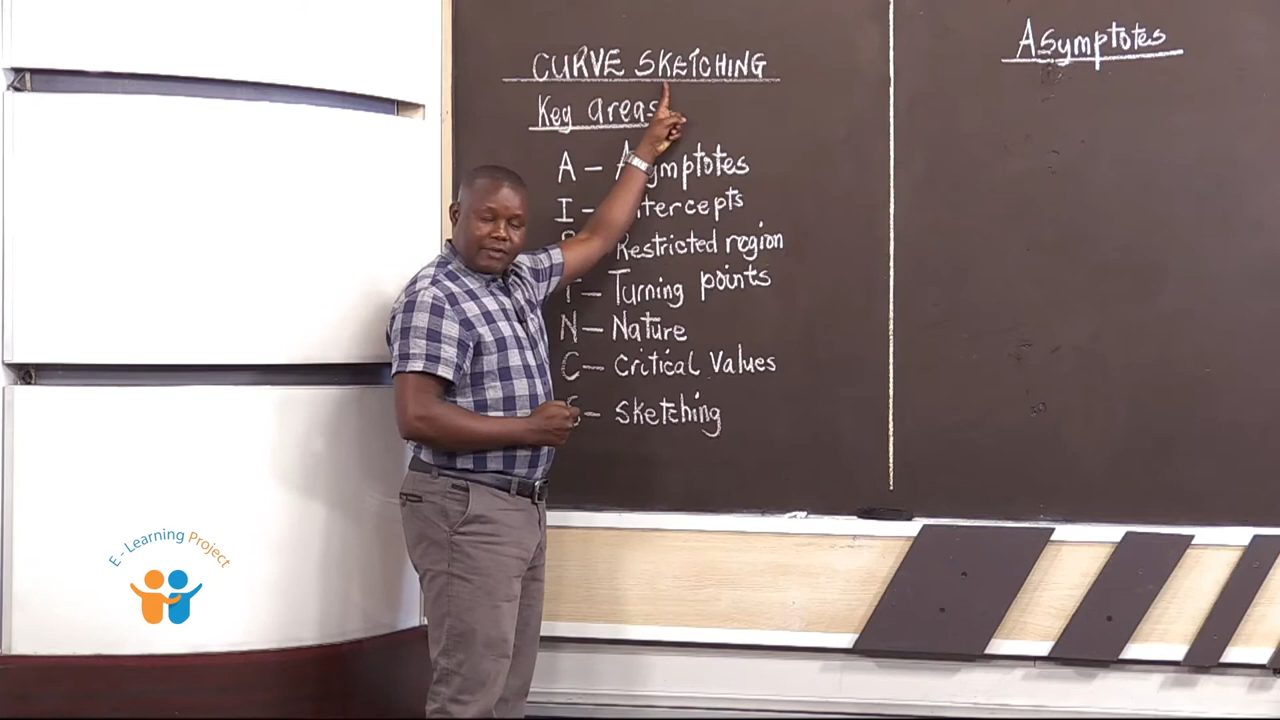 CURVE SKETCHING
Key areas
A – Asymptotes
I – Intercepts
Restricted region
T – Turning points
N – Nature
C – Critical Values
S – Sketching
Asymptotes
E - Learning Project